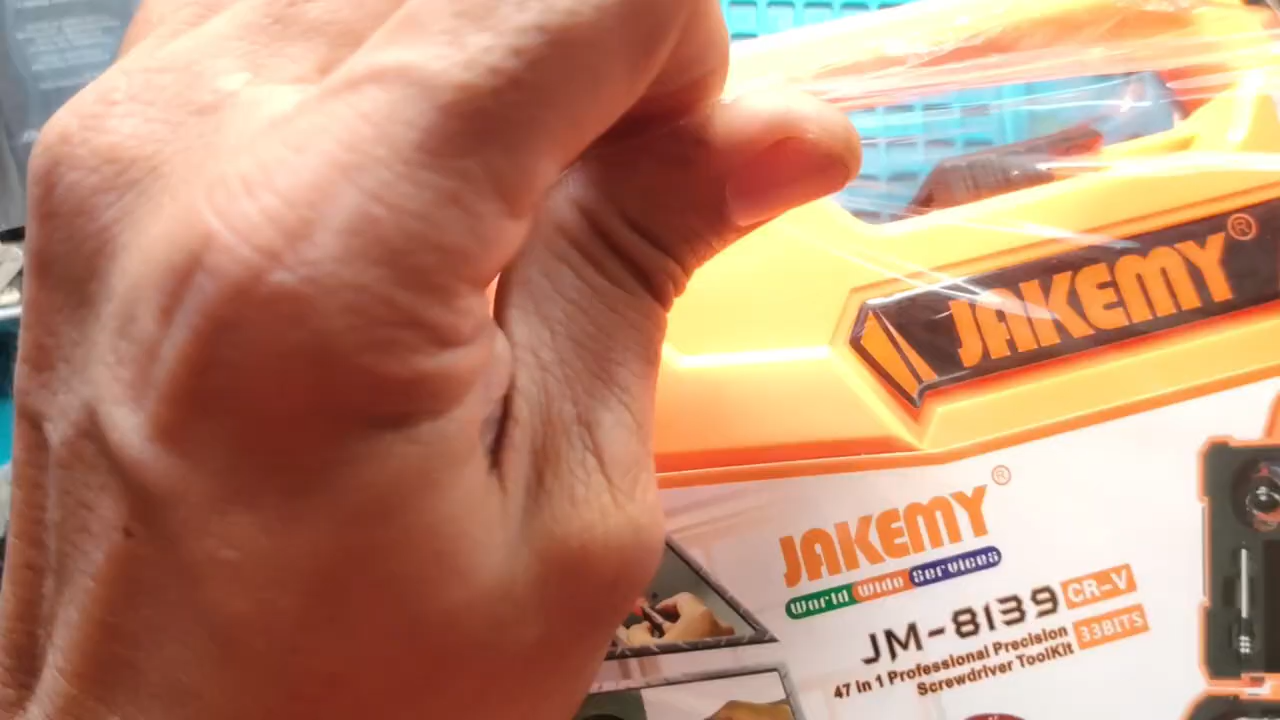 JAKEMY®
JAKEMY®
World Wide Services
JM-8139 CR-V
47 in 1 Professional Precision 33BITS
Screwdriver ToolKit